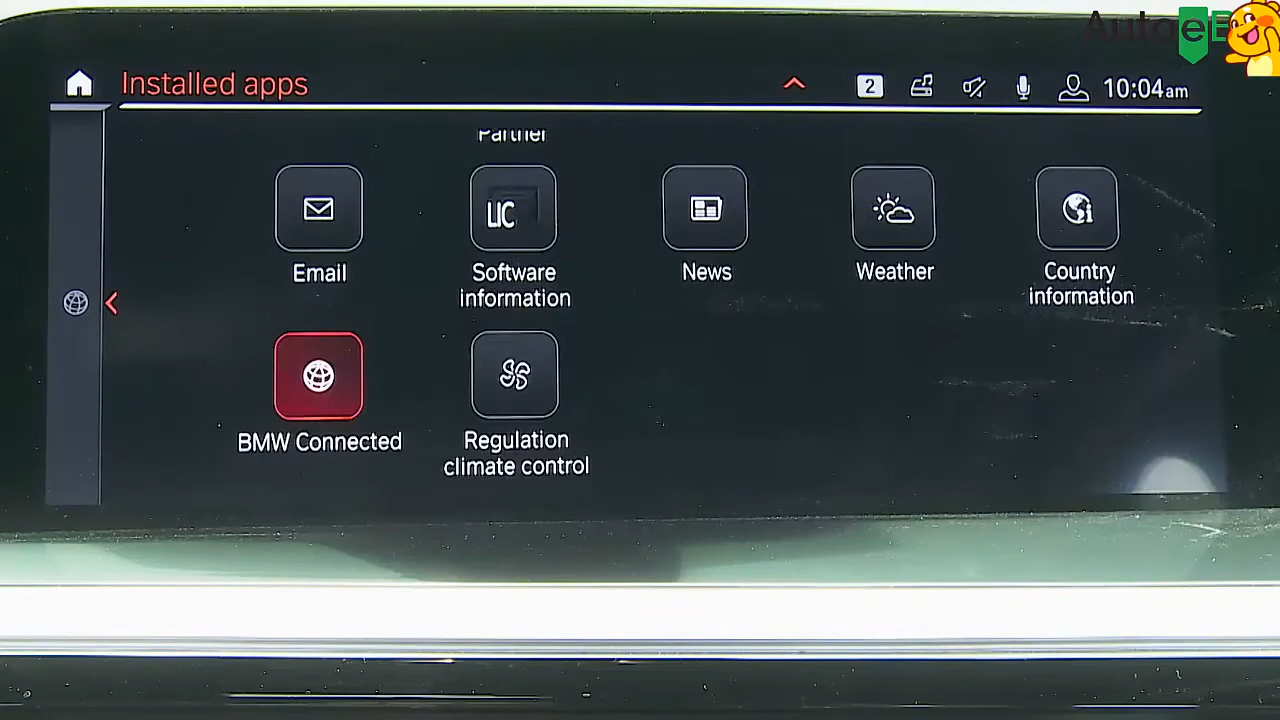 Installed apps
2
10:04am
Partner
LIC
Email
Software
information
News
Weather
Country
information
BMW Connected
Regulation
climate control